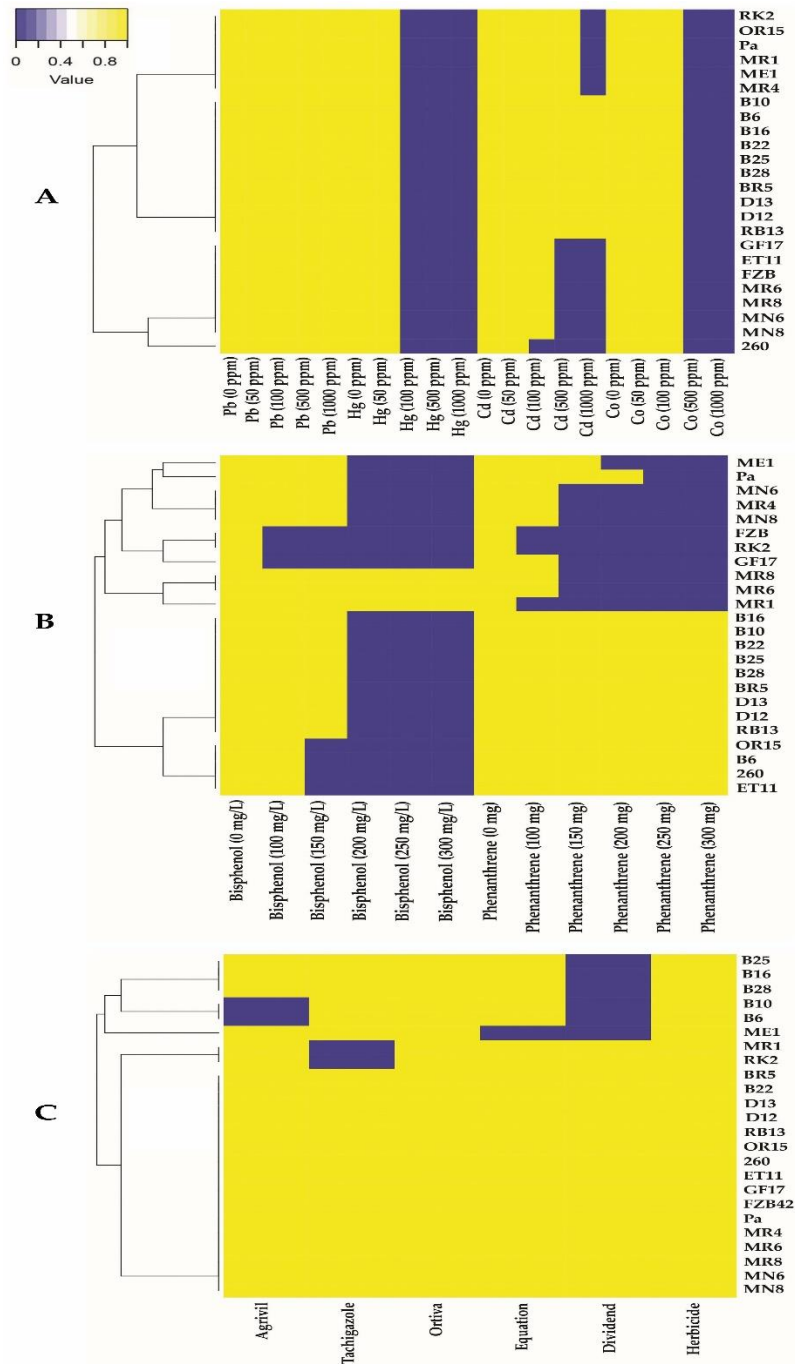 0 0.4 0.8
Value
A
RK2
OR15
Pa
MR1
ME1
MR4
B10
B6
B16
B22
B25
B28
BR5
D13
D12
RB13
GF17
ET11
FZB
MR6
MR8
MN6
MN8
260
Pb (0 ppm)
Pb (50 ppm)
Pb (100 ppm)
Pb (500 ppm)
Pb (1000 ppm)
Hg (0 ppm)
Hg (50 ppm)
Hg (100 ppm)
Hg (500 ppm)
Hg (1000 ppm)
Cd (0 ppm)
Cd (50 ppm)
Cd (100 ppm)
Cd (500 ppm)
Cd (1000 ppm)
Co (0 ppm)
Co (50 ppm)
Co (100 ppm)
Co (500 ppm)
Co (1000 ppm)
B
ME1
Pa
MN6
MR4
MN8
FZB
RK2
GF17
MR8
MR6
MR1
B16
B10
B22
B25
B28
BR5
D13
D12
RB13
OR15
B6
260
ET11
Bisphenol (0 mg/L)
Bisphenol (100 mg/L)
Bisphenol (150 mg/L)
Bisphenol (200 mg/L)
Bisphenol (250 mg/L)
Bisphenol (300 mg/L)
Phenanthrene (0 mg)
Phenanthrene (100 mg)
Phenanthrene (150 mg)
Phenanthrene (200 mg)
Phenanthrene (250 mg)
Phenanthrene (300 mg)
C
B25
B16
B28
B10
B6
ME1
MR1
RK2
BR5
B22
D13
D12
RB13
OR15
260
ET11
GF17
FZB42
Pa
MR4
MR6
MR8
MN6
MN8
Agrivil
Tachigazole
Ortiva
Equation
Dividend
Herbicide